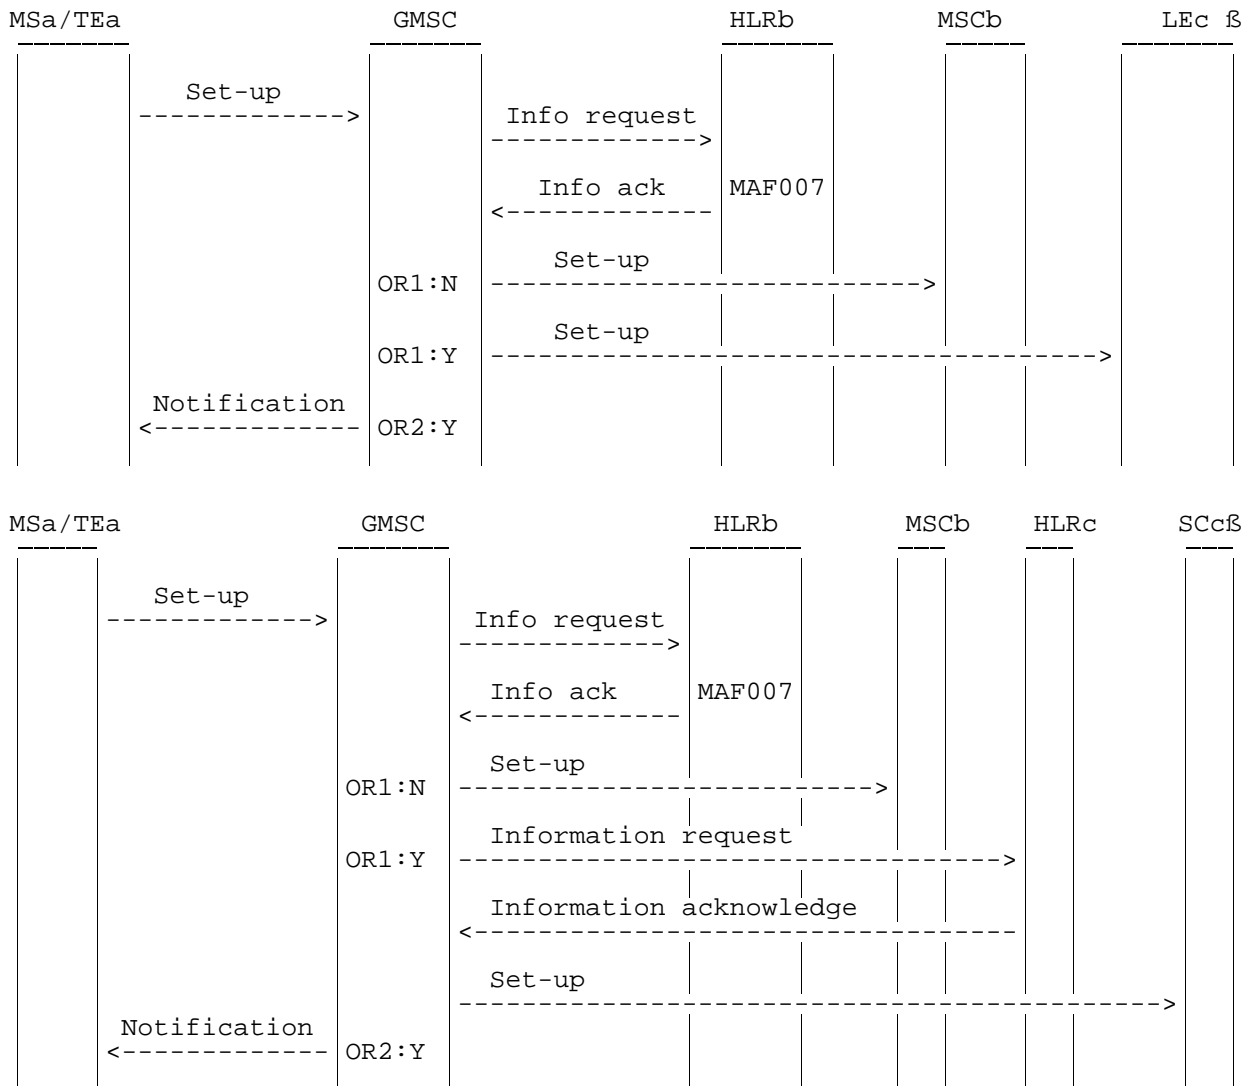 MSa/TEa GMSC HLRb MSCb LEc ß
Set-up
Info request
Info ack MAF007
Set-up
OR1:N
Set-up
OR1:Y
Notification
OR2:Y
MSa/TEa GMSC HLRb MSCb HLRc SCcß
Set-up
Info request
Info ack MAF007
Set-up
OR1:N
Information request
OR1:Y
Information acknowledge
Set-up
Notification
OR2:Y